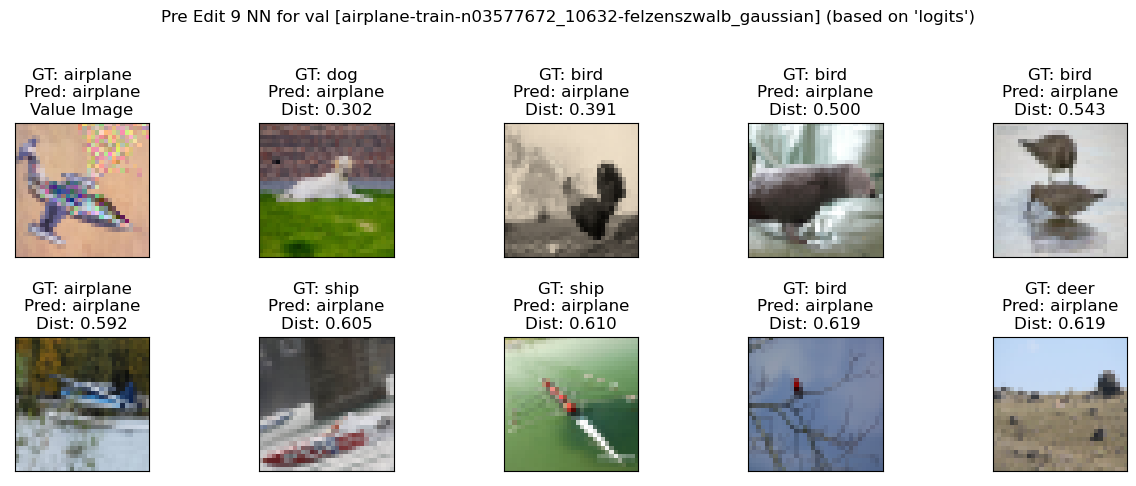 Pre Edit 9 NN for val [airplane-train-n03577672_10632-felzenszwalb_gaussian] (based on 'logits')
GT: airplane
Pred: airplane
Value Image
GT: dog
Pred: airplane
Dist: 0.302
GT: bird
Pred: airplane
Dist: 0.391
GT: bird
Pred: airplane
Dist: 0.500
GT: bird
Pred: airplane
Dist: 0.543
GT: airplane
Pred: airplane
Dist: 0.592
GT: ship
Pred: airplane
Dist: 0.605
GT: ship
Pred: airplane
Dist: 0.610
GT: bird
Pred: airplane
Dist: 0.619
GT: deer
Pred: airplane
Dist: 0.619